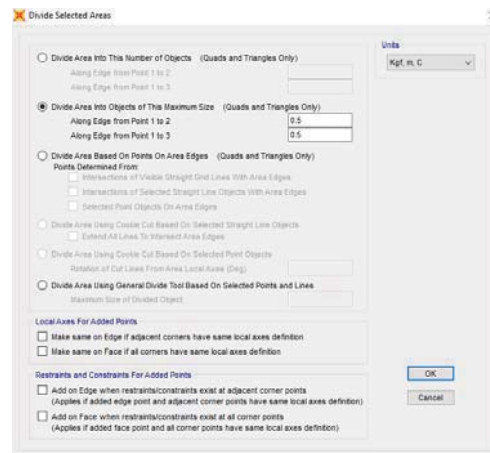 Divide Selected Areas
Units
Kgf, m, C
Divide Area Into This Number of Objects (Quads and Triangles Only)
Along Edge from Point 1 to 2
Along Edge from Point 1 to 3
Divide Area Into Objects of This Maximum Size (Quads and Triangles Only)
Along Edge from Point 1 to 2 0.5
Along Edge from Point 1 to 3 0.5
Divide Area Based On Points On Area Edges (Quads and Triangles Only)
Points Determined From:
Intersections of Visible Straight Grid Lines With Area Edges
Intersections of Selected Straight Line Objects With Area Edges
Selected Point Objects On Area Edges
Divide Area Using Cookie Cut Based On Selected Straight Line Objects
Extend All Lines To Intersect Area Edges
Divide Area Using Cookie Cut Based On Selected Point Objects
Rotation of Cut Lines From Area Local Axes (Deg)
Divide Area Using General Divide Tool Based On Selected Points and Lines
Maximum Size of Divided Object
Local Axes For Added Points
Make same on Edge if adjacent corners have same local axes definition
Make same on Face if all corners have same local axes definition
Restraints and Constraints For Added Points
Add on Edge when restraints/constraints exist at adjacent corner points
(Applies if added edge point and adjacent corner points have same local axes definition)
Add on Face when restraints/constraints exist at all corner points
(Applies if added face point and all corner points have same local axes definition)
OK
Cancel